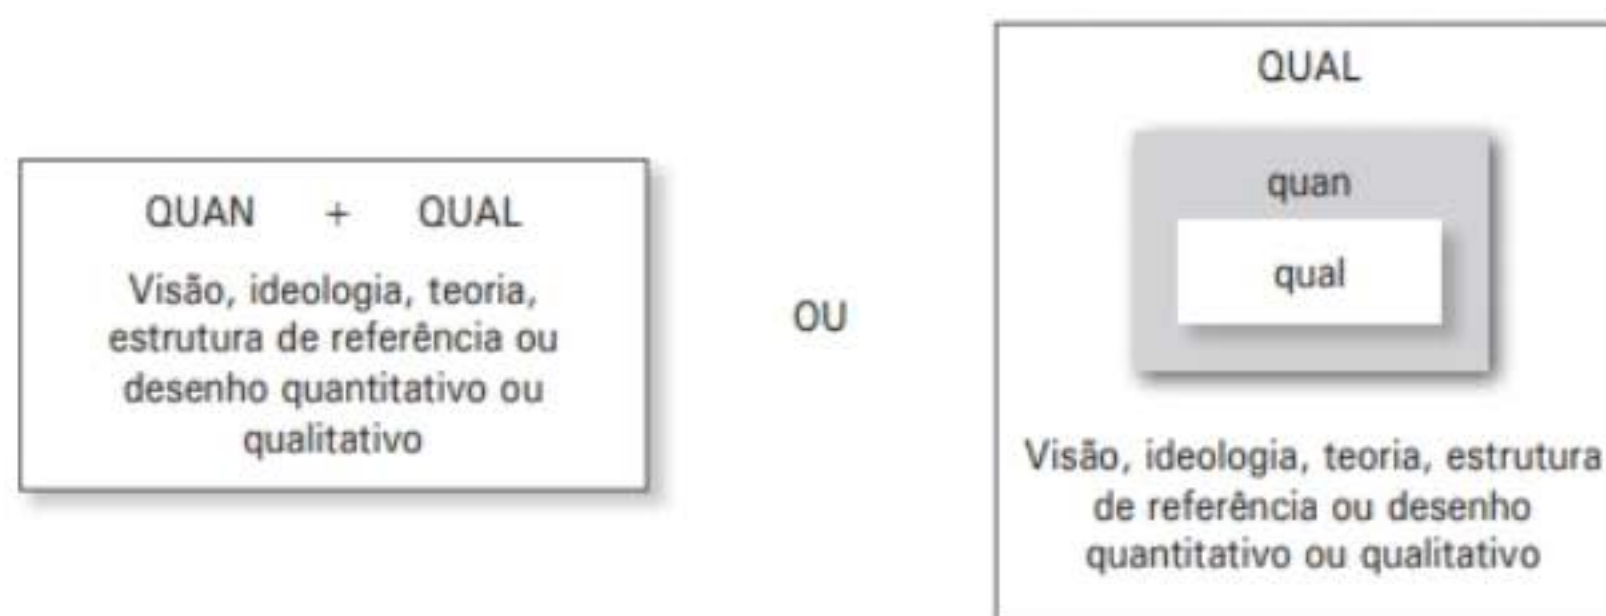 QUAN + QUAL
Visão, ideologia, teoria,
estrutura de referência ou
desenho quantitativo ou
qualitativo
OU
QUAL
quan
qual
Visão, ideologia, teoria, estrutura
de referência ou desenho
quantitativo ou qualitativo